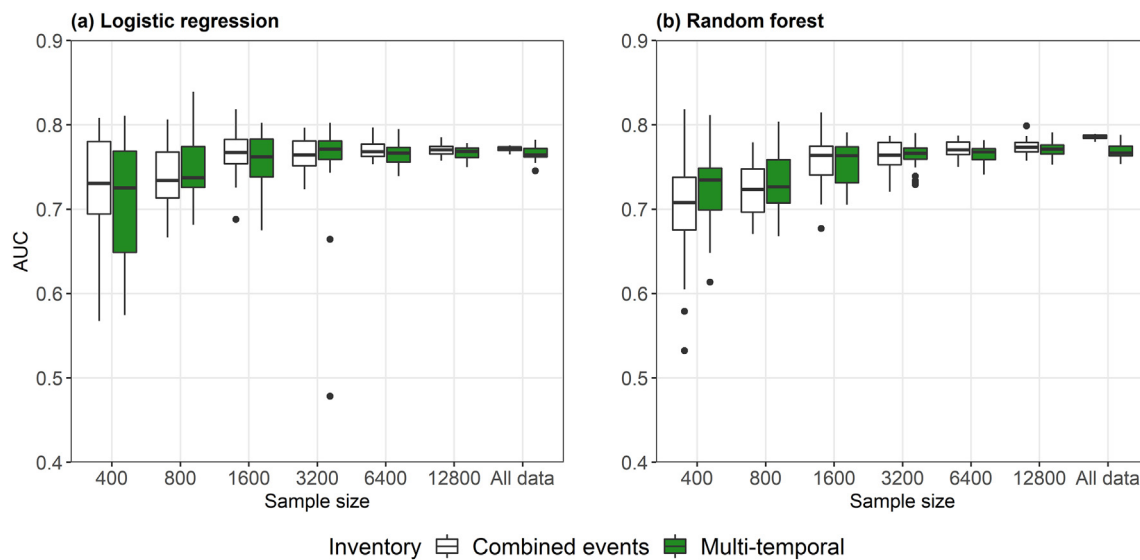 (a) Logistic regression
0.9
0.8
0.7
0.6
0.5
0.4
AUC
400 800 1600 3200 6400 12800 All data
Sample size
(b) Random forest
0.9
0.8
0.7
0.6
0.5
0.4
400 800 1600 3200 6400 12800 All data
Sample size
Inventory Combined events Multi-temporal